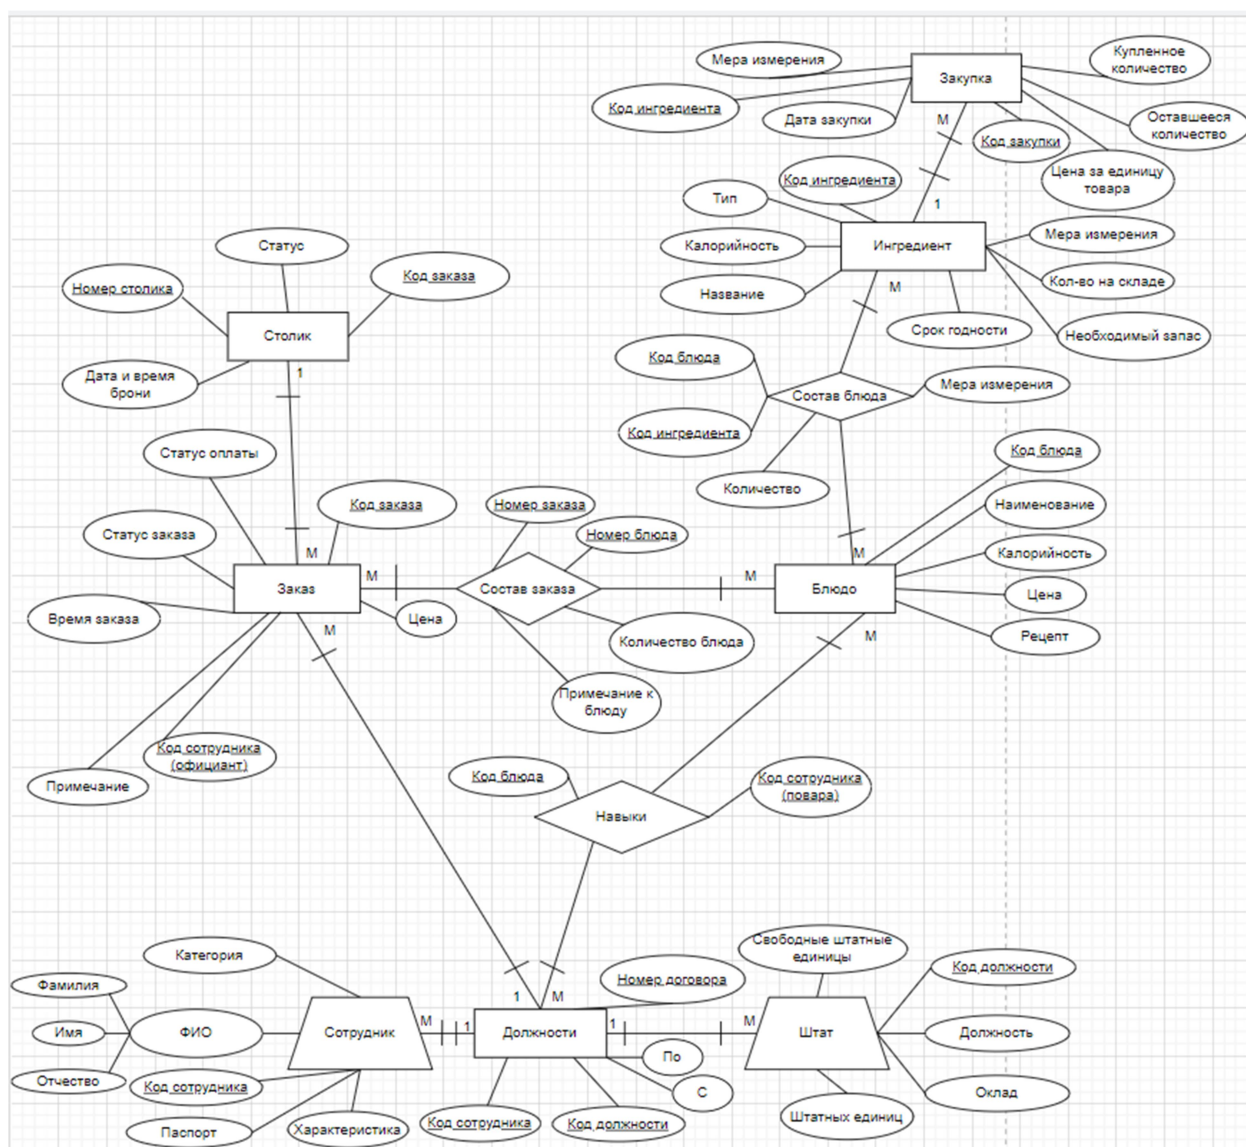 Мера измерения
Закупка
Купленное
количество
Код ингредиента
Дата закупки
М
Код закупки
Оставшееся
количество
Цена за единицу
товара
Код ингредиента
Тип
1
Калорийность
Ингредиент
Мера измерения
Название
М
Кол-во на складе
Срок годности
Необходимый запас
Статус
Номер столика
Код заказа
Столик
Дата и время
брони
1
Код блюда
Состав блюда
Мера измерения
Код ингредиента
Количество
Статус оплаты
Код блюда
Статус заказа
Код заказа
Номер заказа
Наименование
Номер блюда
М
М
Калорийность
Заказ
М
Состав заказа
М
Блюдо
Цена
Время заказа
Цена
М
Количество блюда
М
Рецепт
Примечание к
блюду
Код сотрудника
(официант)
Примечание
Код блюда
Код сотрудника
(повара)
Навыки
Категория
Свободные штатные
единицы
Фамилия
Номер договора
Код должности
1
М
Имя
ФИО
Сотрудник
М
1
Должности
1
М
Штат
Должность
Отчество
Код сотрудника
По
С
Оклад
Паспорт
Характеристика
Код сотрудника
Код должности
Штатных единиц